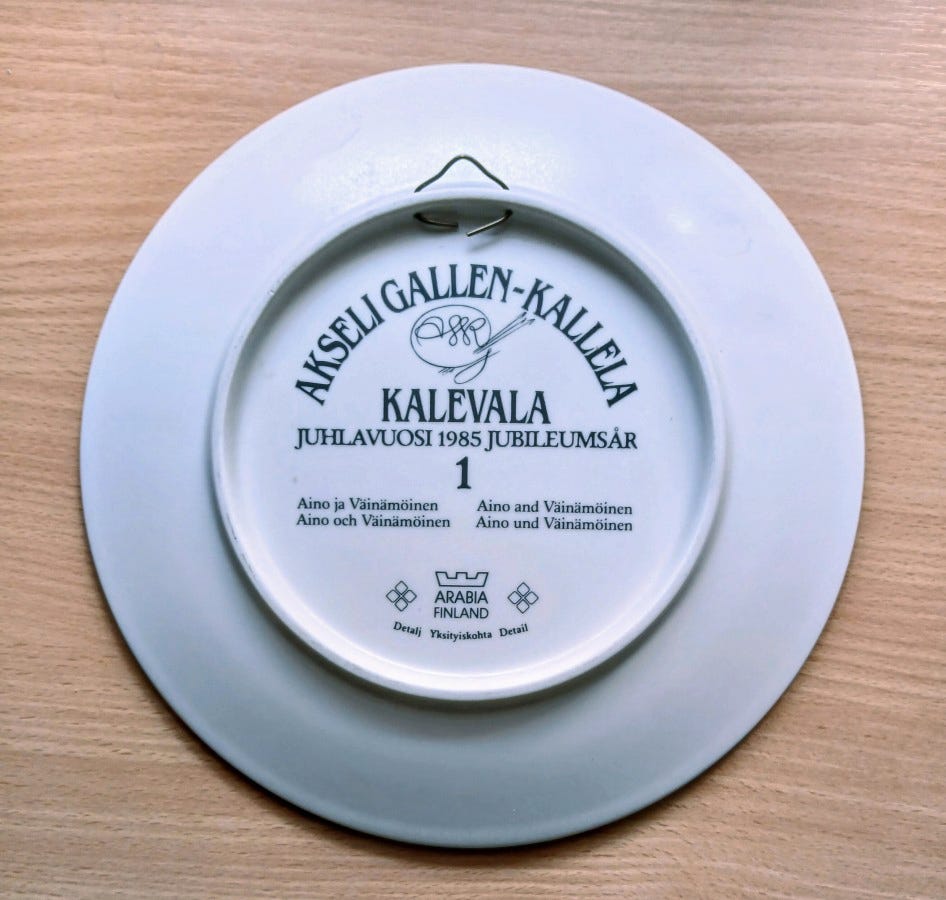 AKSELI GALLEN-KALLELA
KALEVALA
JUHLAVUOSI 1985 JUBILEUMSÅR
1
Aino ja Väinämöinen Aino and Väinämöinen
Aino och Väinämöinen Aino und Väinämöinen
ARABIA
FINLAND
Detalj Yksityiskohta Detail